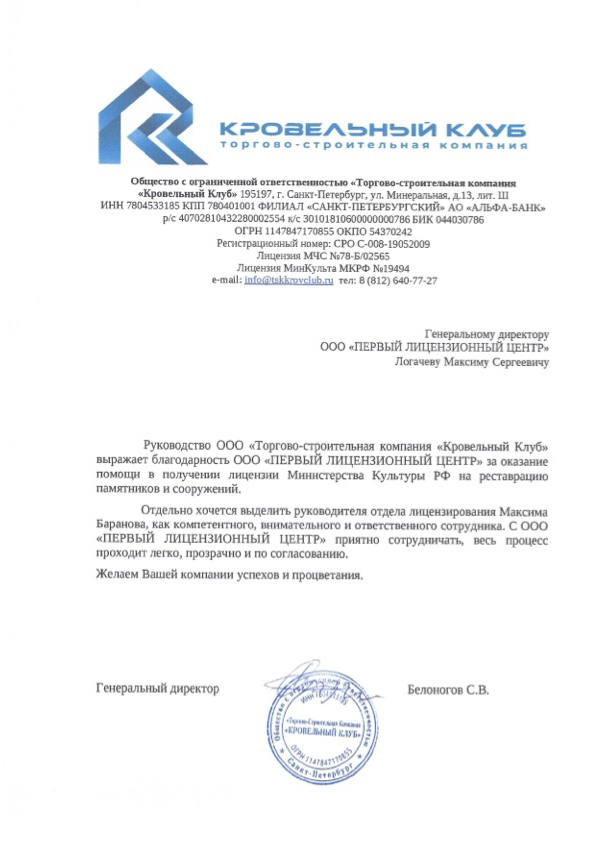 КРОВЕЛЬНЫЙ КЛУБ
торгово-строительная компания
Общество с ограниченной ответственностью «Торгово-строительная компания
«Кровельный Клуб» 195197, г. Санкт-Петербург, ул. Минеральная, д.13, лит. Ш
ИНН 7804533185 КПП 780401001 ФИЛИАЛ «САНКТ-ПЕТЕРБУРГСКИЙ» АО «АЛЬФА-БАНК»
р/с 40702810432280002554 к/с 30101810600000000786 БИК 044030786
ОГРН 1147847170855 ОКПО 54370242
Регистрационный номер: СРО С-008-19052009
Лицензия МЧС №78-Б/02565
Лицензия МинКульта МКРФ №19494
e-mail: info@tskkrovclub.ru тел: 8 (812) 640-77-27
Генеральному директору
ООО «ПЕРВЫЙ ЛИЦЕНЗИОННЫЙ ЦЕНТР»
Логачеву Максиму Сергеевичу
Руководство ООО «Торгово-строительная компания «Кровельный Клуб»
выражает благодарность ООО «ПЕРВЫЙ ЛИЦЕНЗИОННЫЙ ЦЕНТР» за оказание
помощи в получении лицензии Министерства Культуры РФ на реставрацию
памятников и сооружений.
Отдельно хочется выделить руководителя отдела лицензирования Максима
Баранова, как компетентного, внимательного и ответственного сотрудника. С ООО
«ПЕРВЫЙ ЛИЦЕНЗИОННЫЙ ЦЕНТР» приятно сотрудничать, весь процесс
проходит легко, прозрачно и по согласованию.
Желаем Вашей компании успехов и процветания.
Генеральный директор Белоногов С.В.
Общество с ограниченной ответственностью
ИНН 7804533185
«Торгово-Строительная Компания
«КРОВЕЛЬНЫЙ КЛУБ»
ОГРН 1147847170855
Санкт-Петербург